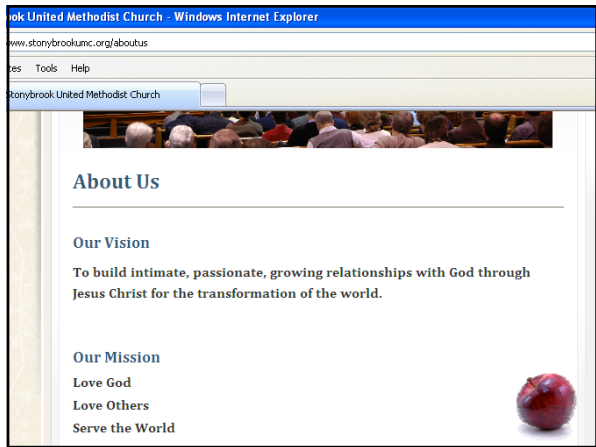 ok United Methodist Church - Windows Internet Explorer
www.stonybrookumc.org/aboutus
tes Tools Help
Stonybrook United Methodist Church
About Us
Our Vision
To build intimate, passionate, growing relationships with God through
Jesus Christ for the transformation of the world.
Our Mission
Love God
Love Others
Serve the World